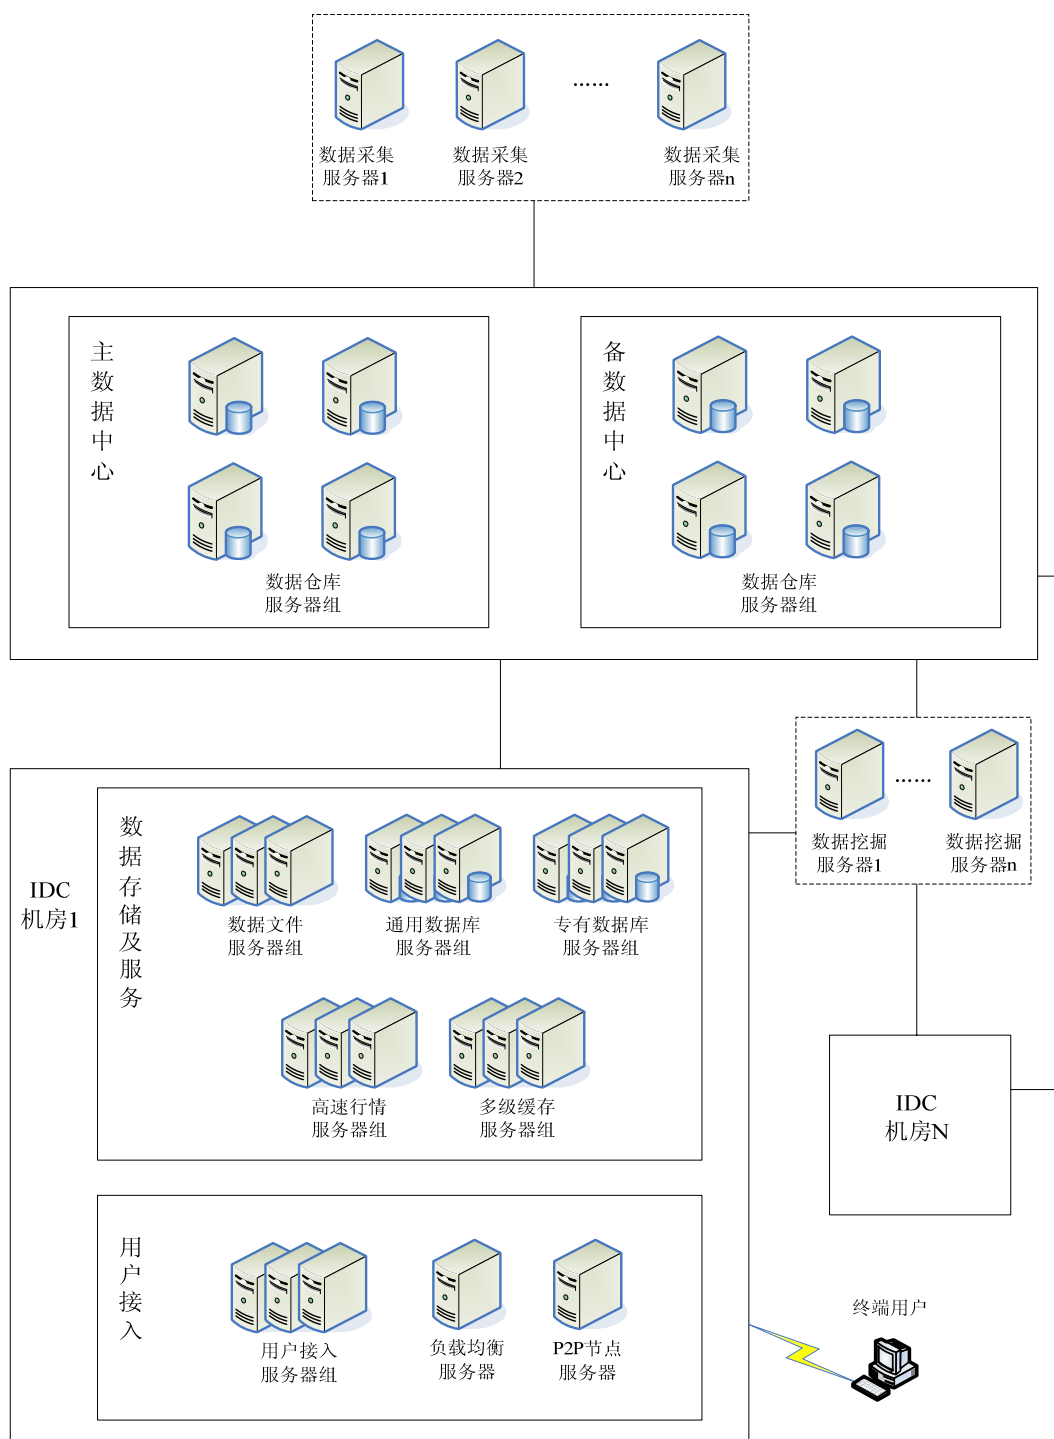 ……
数据采集
服务器1
数据采集
服务器2
数据采集
服务器n
主数据中心
备数据中心
数据仓库
服务器组
数据仓库
服务器组
……
数据挖掘
服务器1
数据挖掘
服务器n
IDC
机房1
数据存储及服务
数据文件
服务器组
通用数据库
服务器组
专有数据库
服务器组
高速行情
服务器组
多级缓存
服务器组
IDC
机房N
用户接入
用户接入
服务器组
负载均衡
服务器
P2P节点
服务器
终端用户